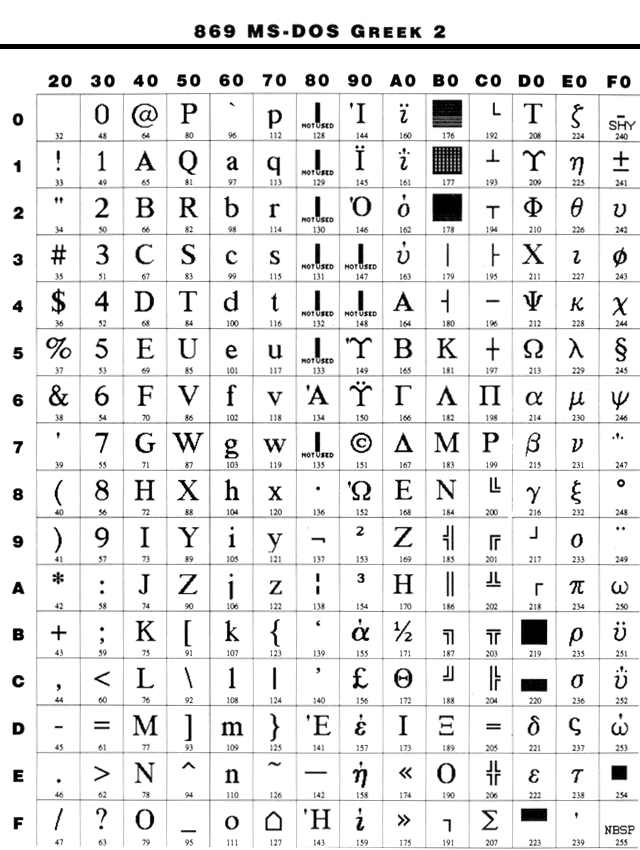 869 MS-DOS GREEK 2
20 30 40 50 60 70 80 90 A0 B0 C0 D0 E0 F0
0 0 @ P ` p NOT USED Ί ϊ ▒ └ Τ ζ SHY
32 48 64 80 96 112 128 144 160 176 192 208 224 240
1 ! 1 A Q a q NOT USED Ϊ ΐ ▒ ┴ Υ η ±
33 49 65 81 97 113 129 145 161 177 193 209 225 241
2 " 2 B R b r NOT USED Ό ό ▓ ┬ Φ θ υ
34 50 66 82 98 114 130 146 162 178 194 210 226 242
3 # 3 C S c s NOT USED NOT USED ύ │ ├ Χ ι φ
35 51 67 83 99 115 131 147 163 179 195 211 227 243
4 $ 4 D T d t NOT USED NOT USED Α ┤ ─ Ψ κ χ
36 52 68 84 100 116 132 148 164 180 196 212 228 244
5 % 5 E U e u NOT USED Ύ Β Κ ┼ Ω λ §
37 53 69 85 101 117 133 149 165 181 197 213 229 245
6 & 6 F V f v Ά Ϋ Γ Λ Π α μ ψ
38 54 70 86 102 118 134 150 166 182 198 214 230 246
7 ' 7 G W g w NOT USED © Δ Μ Ρ β ν ΅
39 55 71 87 103 119 135 151 167 183 199 215 231 247
8 ( 8 H X h x · Ώ Ε Ν ╚ γ ξ °
40 56 72 88 104 120 136 152 168 184 200 216 232 248
9 ) 9 I Y i y ¬ ² Ζ ╣ ╔ ┘ ο ¨
41 57 73 89 105 121 137 153 169 185 201 217 233 249
A * : J Z j z ¦ ³ Η ║ ╩ ┌ π ω
42 58 74 90 106 122 138 154 170 186 202 218 234 250
B + ; K [ k { ‘ ά ½ ╗ ╦ █ ρ ϋ
43 59 75 91 107 123 139 155 171 187 203 219 235 251
C , < L \ l | ’ £ Θ ╝ ╠ ▄ σ ΰ
44 60 76 92 108 124 140 156 172 188 204 220 236 252
D - = M ] m } Έ έ Ι Ξ = δ ς ώ
45 61 77 93 109 125 141 157 173 189 205 221 237 253
E . > N ^ n ~ — ή « Ο ╬ ε τ ■
46 62 78 94 110 126 142 158 174 190 206 222 238 254
F / ? O _ o ⌂ Ή ί » ┐ Σ ▀ ΄ NBSP
47 63 79 95 111 127 143 159 175 191 207 223 239 255